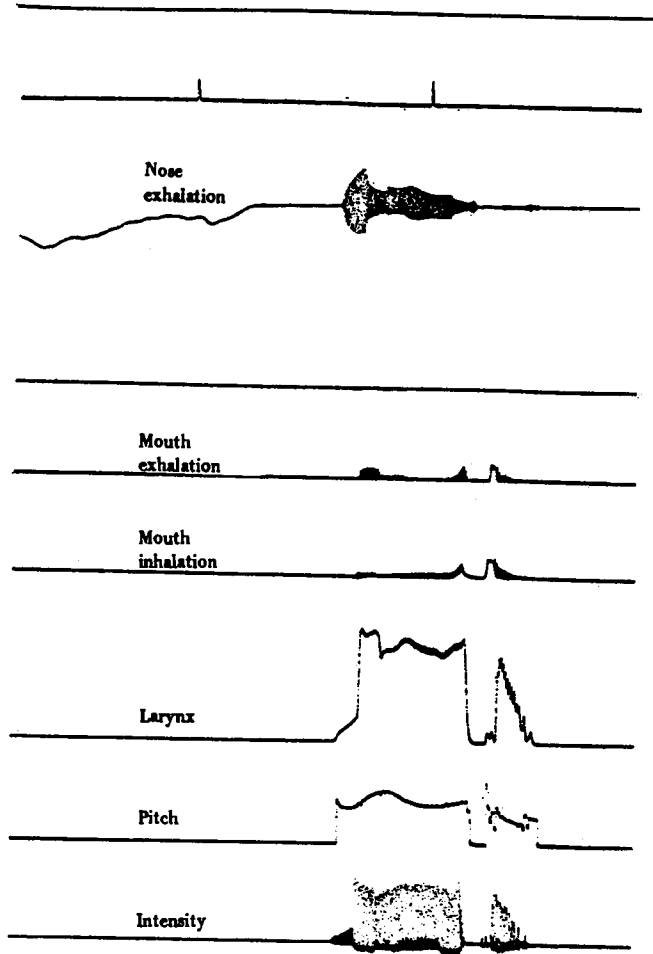 Nose
exhalation
Mouth
exhalation
Mouth
inhalation
Larynx
Pitch
Intensity